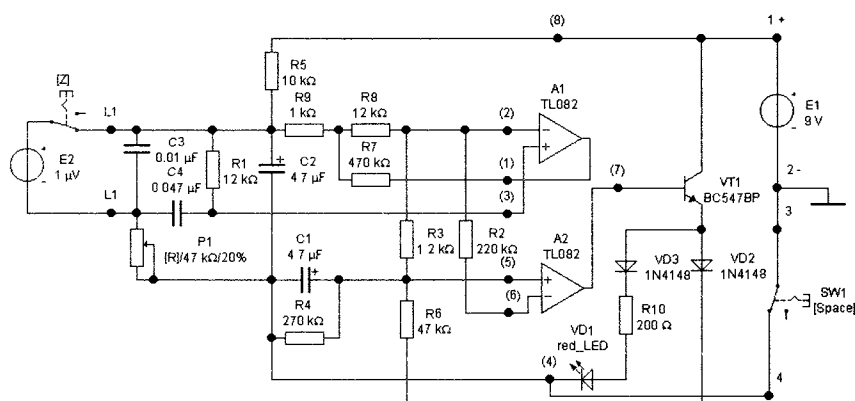 (8)
1 +
[Z]
R5
10 kΩ
A1
TL082
L1
R9
1 kΩ
R8
12 kΩ
(2)
E1
9 V
E2
1 µV
C3
0.01 µF
C4
0.047 µF
R1
12 kΩ
C2
4.7 µF
R7
470 kΩ
(1)
(3)
(7)
2 -
VT1
BC547BP
L1
3
P1
[R]/47 kΩ/20%
R3
1.2 kΩ
R2
220 kΩ
A2
TL082
C1
4.7 µF
(5)
(6)
VD3
1N4148
VD2
1N4148
SW1
[Space]
R4
270 kΩ
R6
47 kΩ
R10
200 Ω
VD1
red_LED
(4)
4